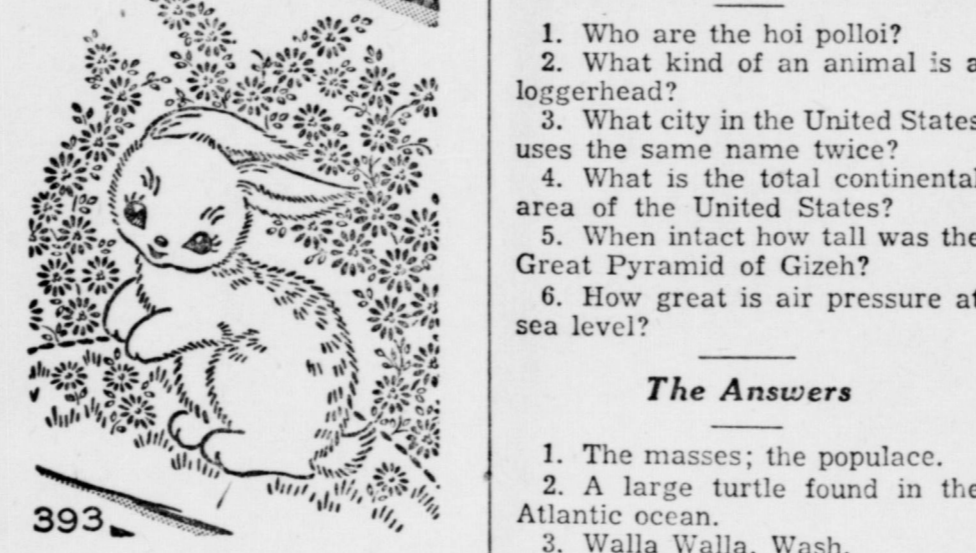 1. Who are the hoi polloi?
2. What kind of an animal is a
loggerhead?
3. What city in the United States
uses the same name twice?
4. What is the total continental
area of the United States?
5. When intact how tall was the
Great Pyramid of Gizeh?
6. How great is air pressure at
sea level?
The Answers
1. The masses; the populace.
2. A large turtle found in the
Atlantic ocean.
3. Walla Walla, Wash.
393